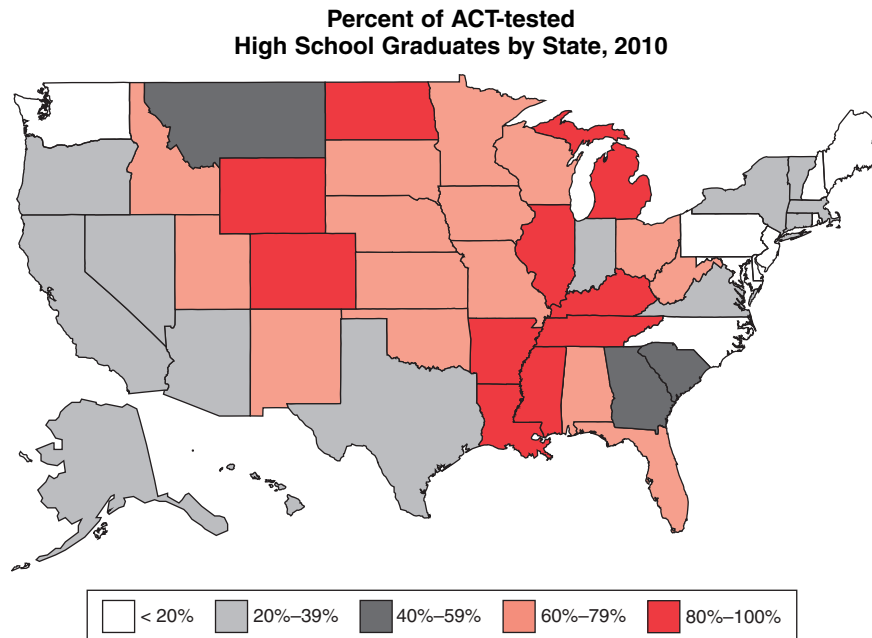 Percent of ACT-tested
High School Graduates by State, 2010
< 20% 20%–39% 40%–59% 60%–79% 80%–100%